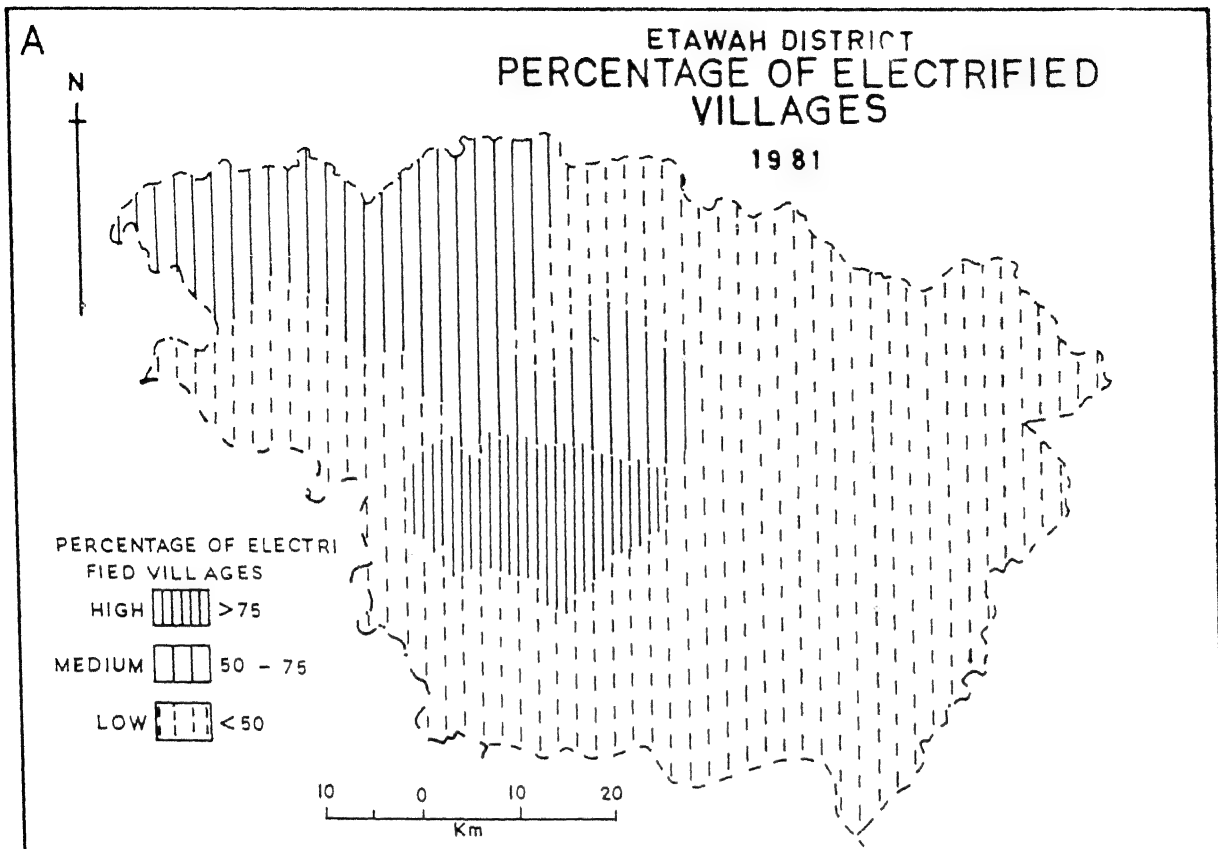 A
N
ETAWAH DISTRICT
PERCENTAGE OF ELECTRIFIED
VILLAGES
1981
PERCENTAGE OF ELECTRI
FIED VILLAGES
HIGH >75
MEDIUM 50 - 75
LOW <50
10 0 10 20
Km